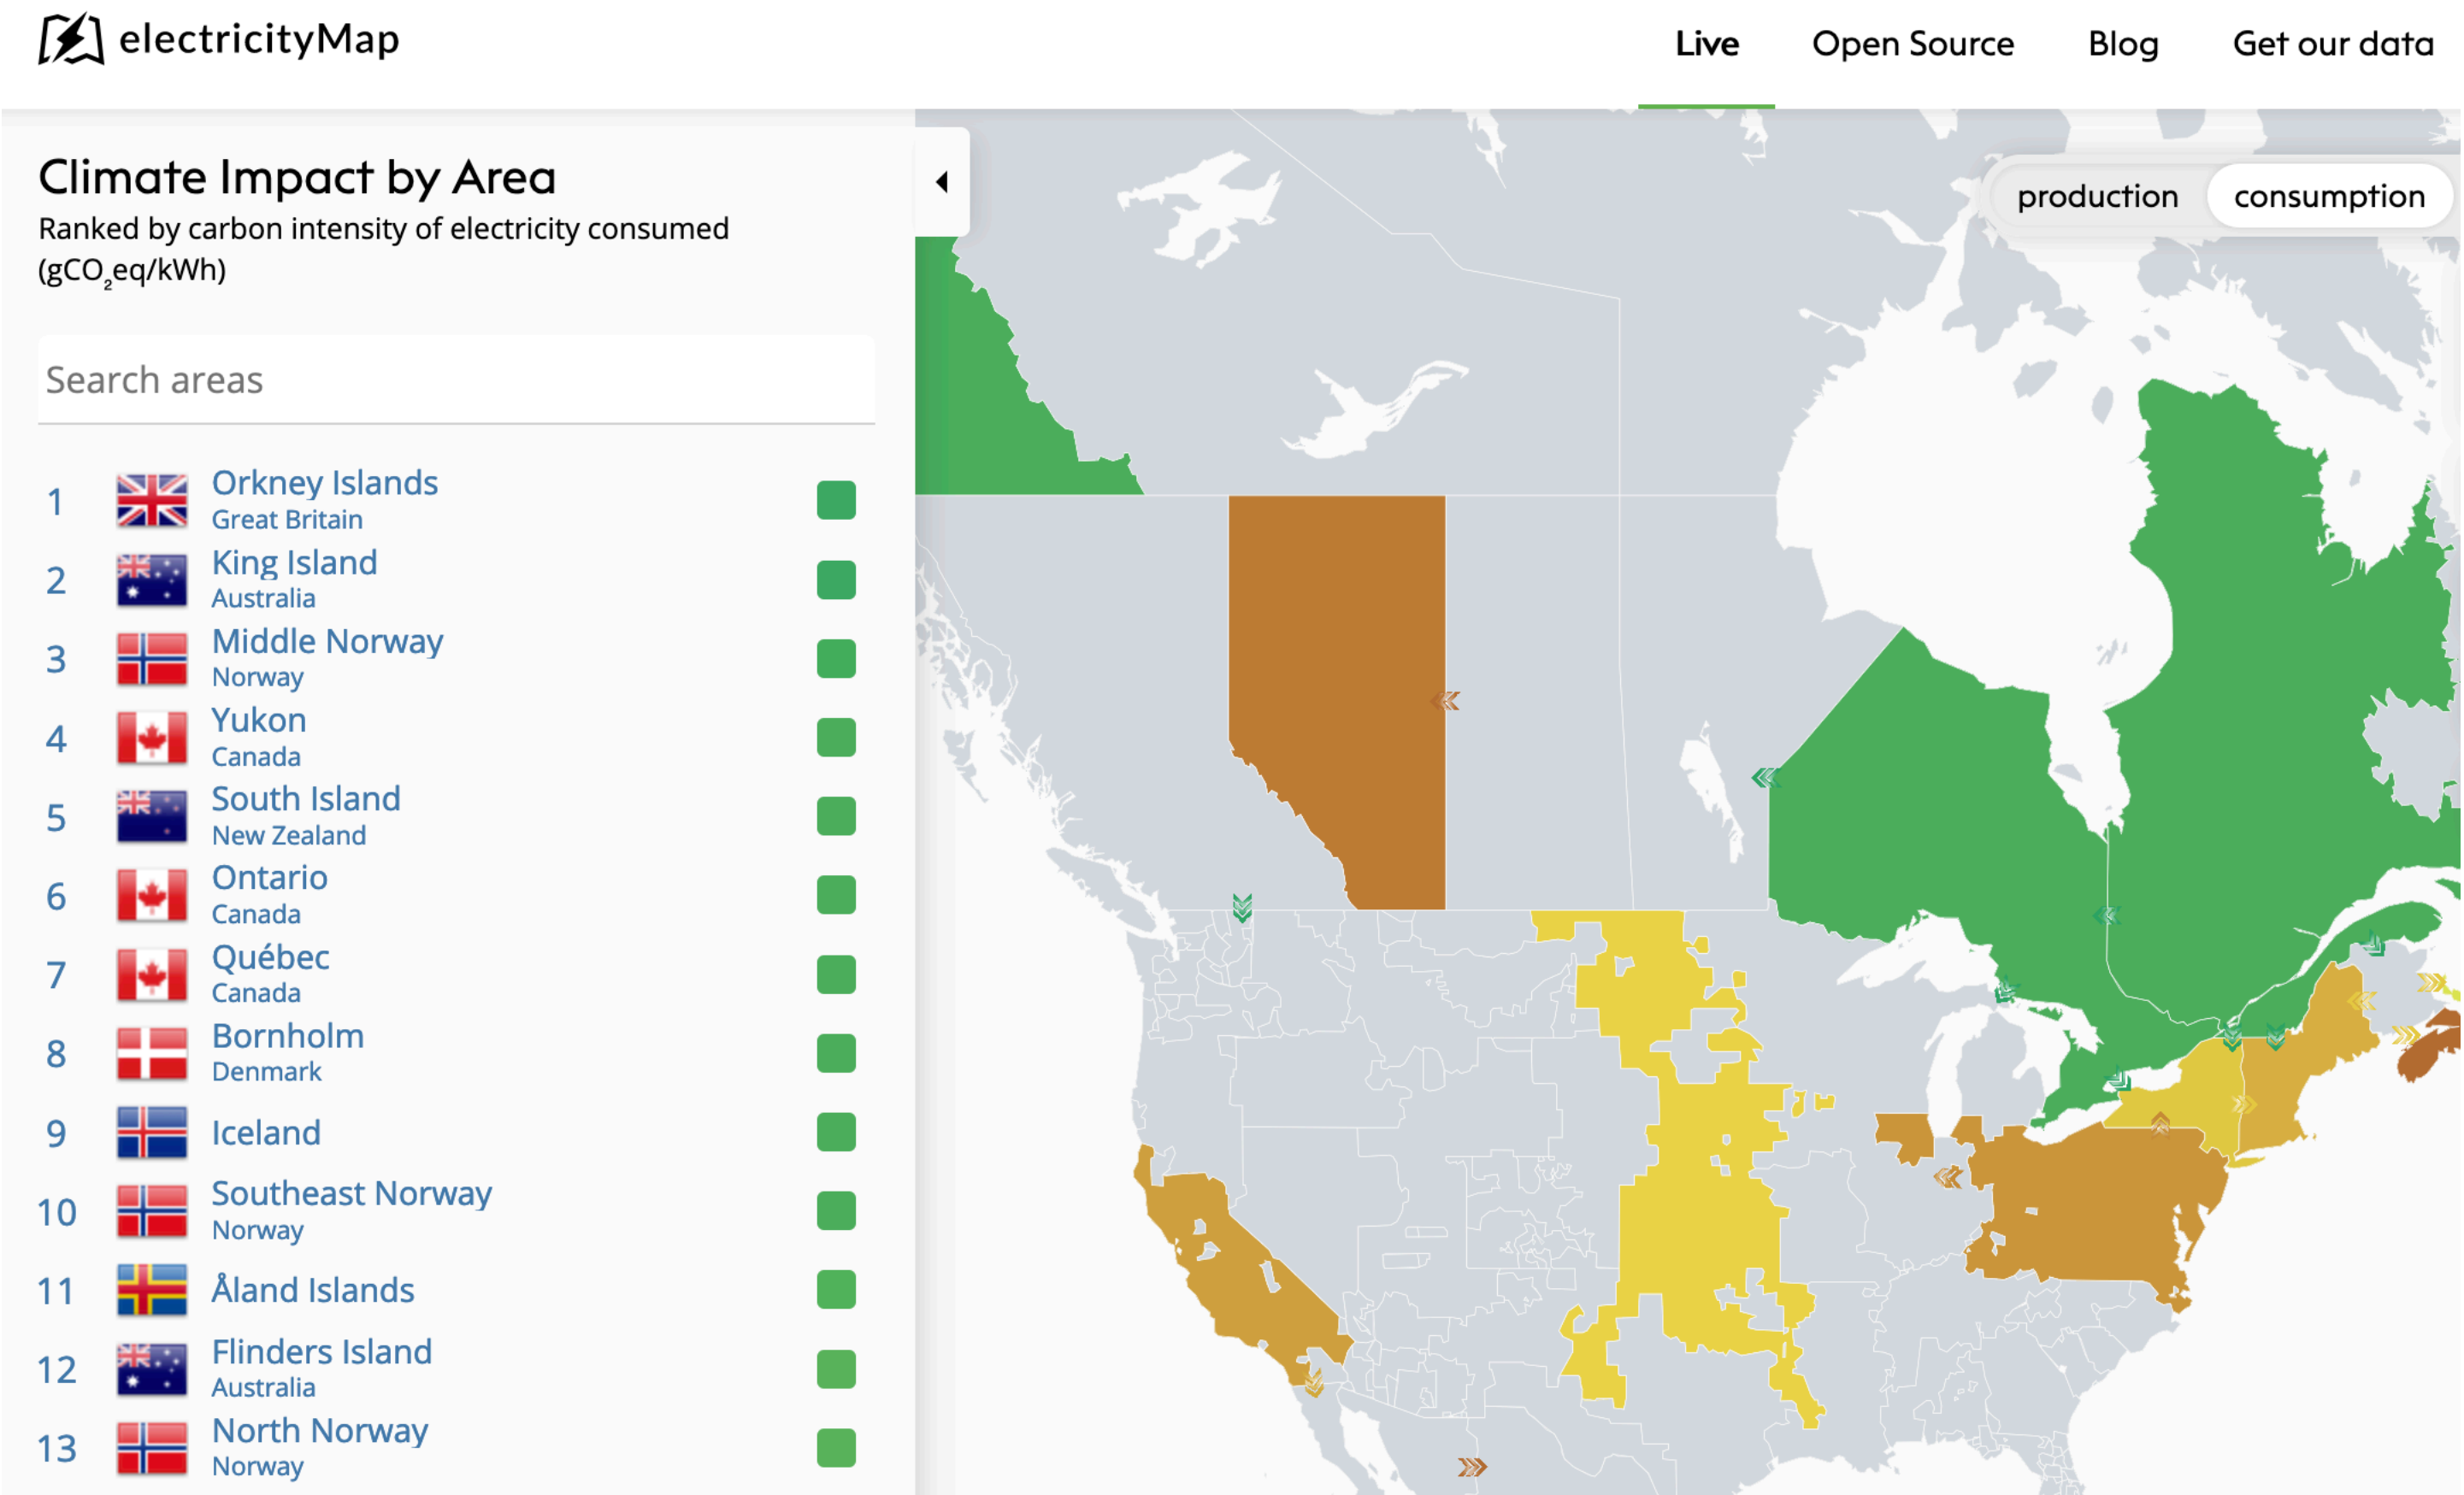 electricityMap
Live Open Source Blog Get our data
Climate Impact by Area
Ranked by carbon intensity of electricity consumed
(gCO₂eq/kWh)
production consumption
Search areas
1 Orkney Islands
Great Britain
2 King Island
Australia
3 Middle Norway
Norway
4 Yukon
Canada
5 South Island
New Zealand
6 Ontario
Canada
7 Québec
Canada
8 Bornholm
Denmark
9 Iceland
10 Southeast Norway
Norway
11 Åland Islands
12 Flinders Island
Australia
13 North Norway
Norway